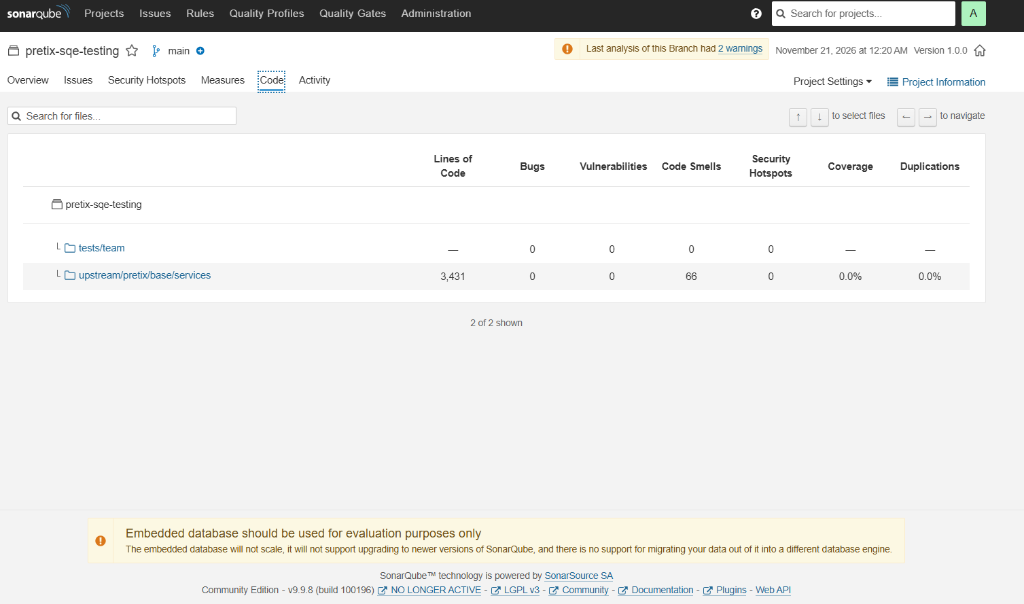 sonarqube Projects Issues Rules Quality Profiles Quality Gates Administration ? Search for projects... A
pretix-sqe-testing main Last analysis of this Branch had 2 warnings November 21, 2026 at 12:20 AM Version 1.0.0
Overview Issues Security Hotspots Measures Code Activity Project Settings Project Information
Search for files... ↑ ↓ to select files ← → to navigate
Lines of Code Bugs Vulnerabilities Code Smells Security Hotspots Coverage Duplications
pretix-sqe-testing
tests/team — 0 0 0 0 — —
upstream/pretix/base/services 3,431 0 0 66 0 0.0% 0.0%
2 of 2 shown
Embedded database should be used for evaluation purposes only
The embedded database will not scale, it will not support upgrading to newer versions of SonarQube, and there is no support for migrating your data out of it into a different database engine.
SonarQube™ technology is powered by SonarSource SA
Community Edition - v9.9.8 (build 100196) NO LONGER ACTIVE - LGPL v3 - Community - Documentation - Plugins - Web API